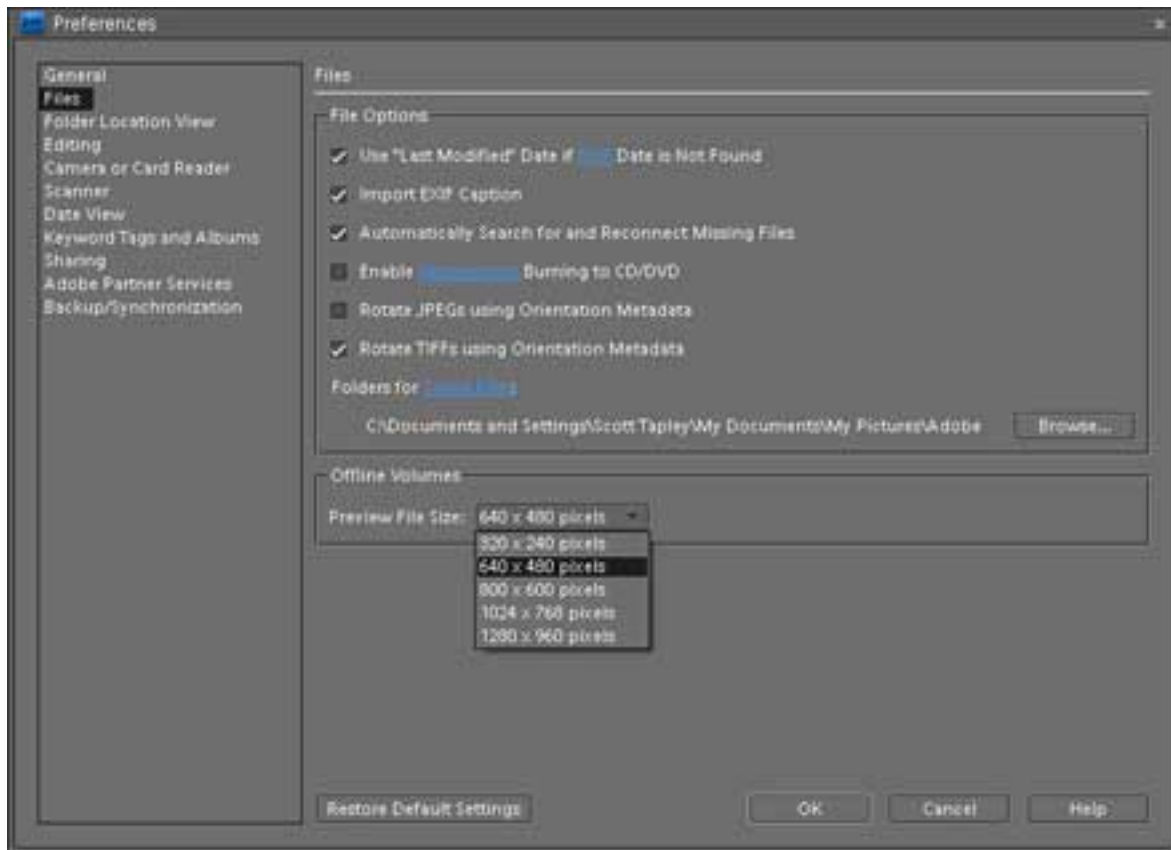 Preferences
General
Files
Folder Location View
Editing
Camera or Card Reader
Scanner
Date View
Keyword Tags and Albums
Sharing
Adobe Partner Services
Backup/Synchronization
Files
File Options
Use "Last Modified" Date if Date is Not Found
Import EXIF Caption
Automatically Search for and Reconnect Missing Files
Enable Burning to CD/DVD
Rotate JPEGs using Orientation Metadata
Rotate TIFFs using Orientation Metadata
Folders for
C:\Documents and Settings\Scott Tapley\My Documents\My Pictures\Adobe
Browse...
Offline Volumes
Preview File Size: 640 x 480 pixels
320 x 240 pixels
640 x 480 pixels
800 x 600 pixels
1024 x 768 pixels
1280 x 960 pixels
Restore Default Settings
OK
Cancel
Help